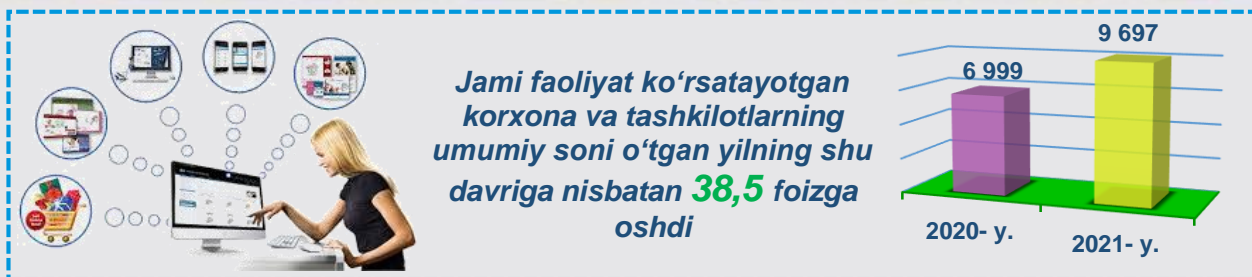 Jami faoliyat ko‘rsatayotgan
korxona va tashkilotlarning
umumiy soni o‘tgan yilning shu
davriga nisbatan 38,5 foizga
oshdi
9 697
6 999
2020- y.
2021- y.